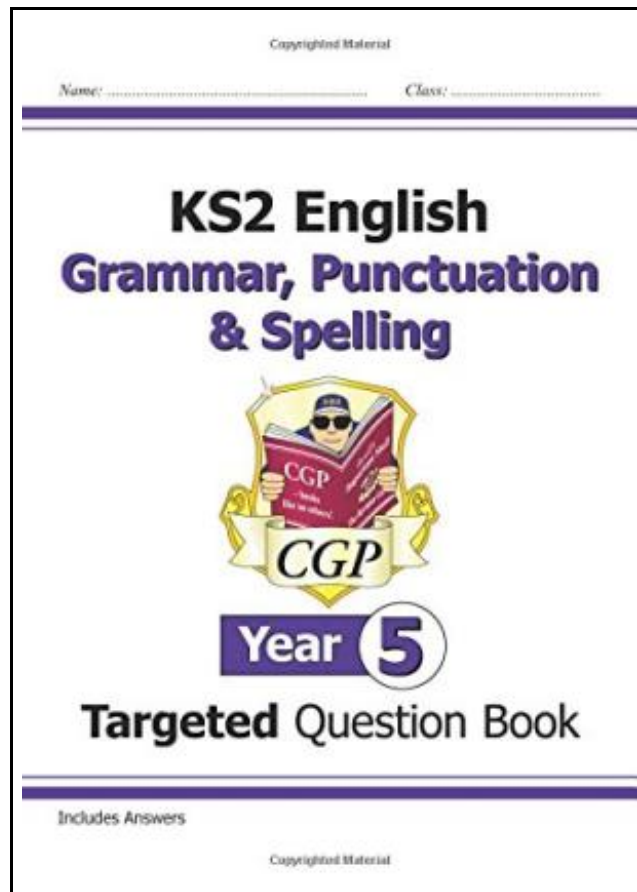 Copyrighted Material
Name: ............................................................ Class: ..................................
KS2 English
Grammar, Punctuation
& Spelling
CGP
CGP
Year 5
Targeted Question Book
Includes Answers
Copyrighted Material